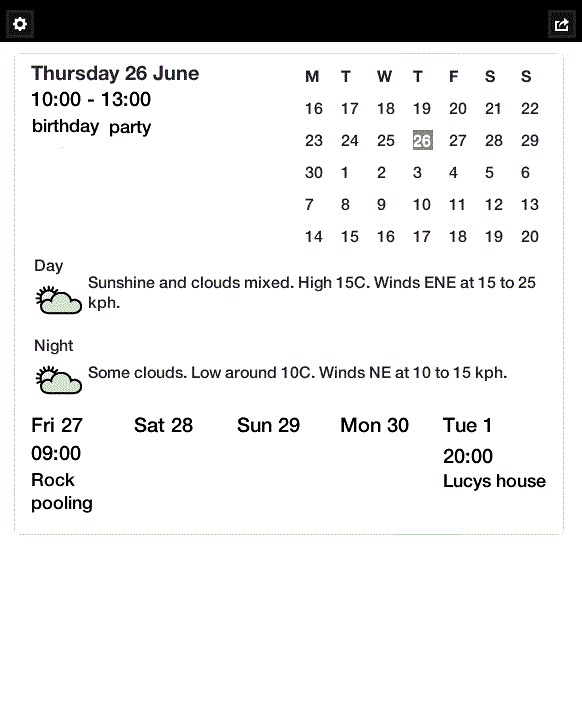 Thursday 26 June
10:00 - 13:00
birthday party
M T W T F S S
16 17 18 19 20 21 22
23 24 25 26 27 28 29
30 1 2 3 4 5 6
7 8 9 10 11 12 13
14 15 16 17 18 19 20
Day
Sunshine and clouds mixed. High 15C. Winds ENE at 15 to 25
kph.
Night
Some clouds. Low around 10C. Winds NE at 10 to 15 kph.
Fri 27 Sat 28 Sun 29 Mon 30 Tue 1
09:00 20:00
Rock Lucys house
pooling